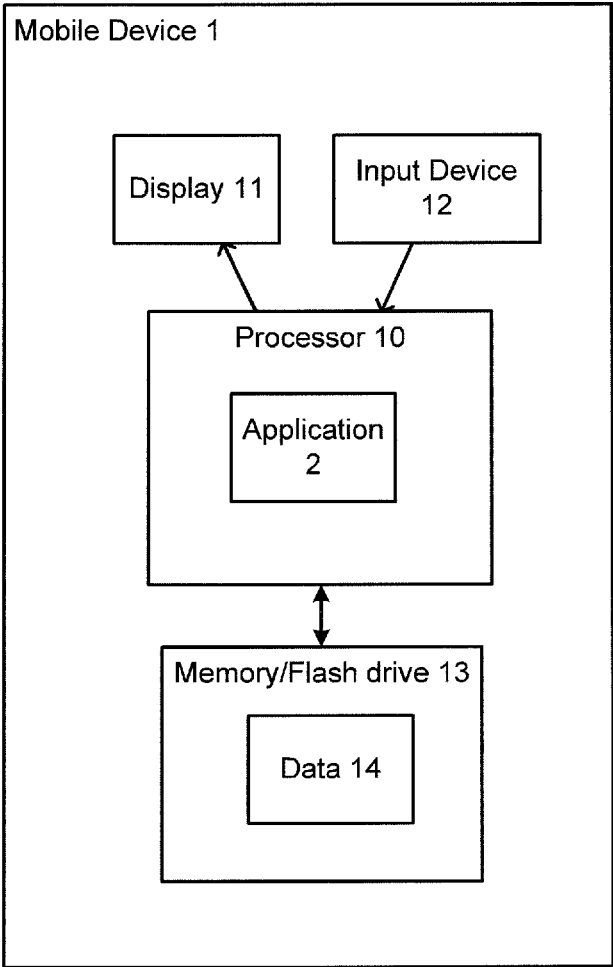 Mobile Device 1
Display 11
Input Device
12
Processor 10
Application
2
Memory/Flash drive 13
Data 14